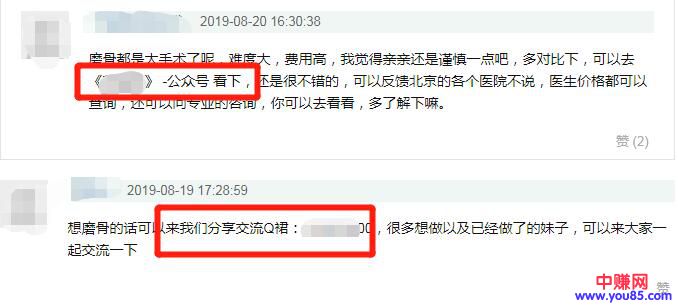 2019-08-20 16:30:38
磨骨都是大手术了呢，难度大，费用高，我觉得亲亲还是谨慎一点吧，多对比下，可以去
《 》 -公众号 看下，还是很不错的，可以反馈北京的各个医院不说，医生价格都可以
查询，还可以问专业的咨询，你可以去看看，多了解下嘛。
赞 (2)
2019-08-19 17:28:59
想磨骨的话可以来我们分享交流Q裙： 00，很多想做以及已经做了的妹子，可以来大家一
起交流一下
赞
中赚网
www.you85.com